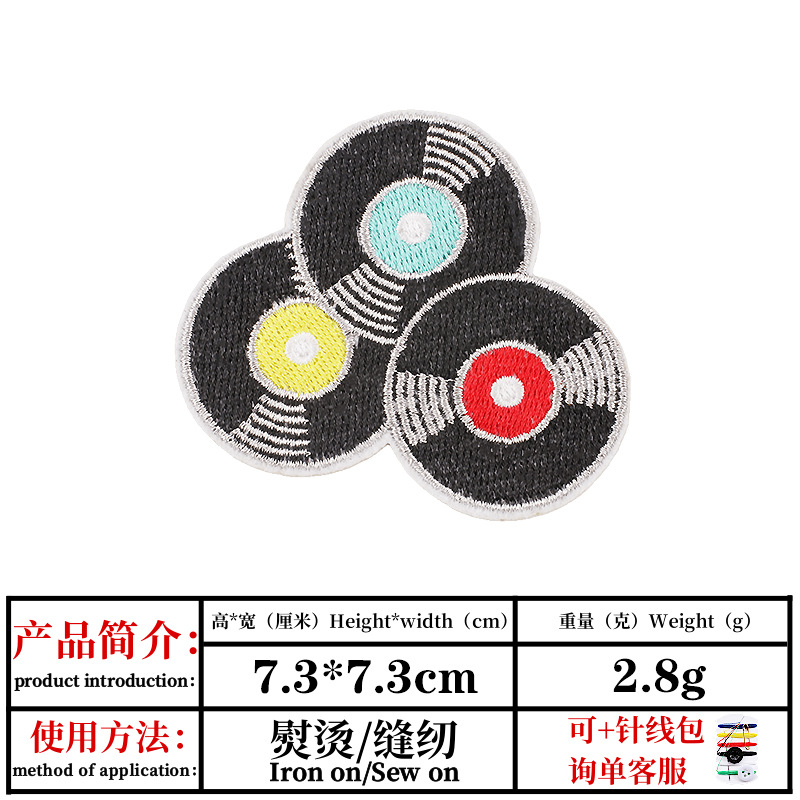 产品简介：
product introduction：
高*宽（厘米）Height*width（cm）
重量（克）Weight（g）
7.3*7.3cm
2.8g
使用方法：
method of application：
熨烫/缝纫
Iron on/Sew on
可+针线包
询单客服